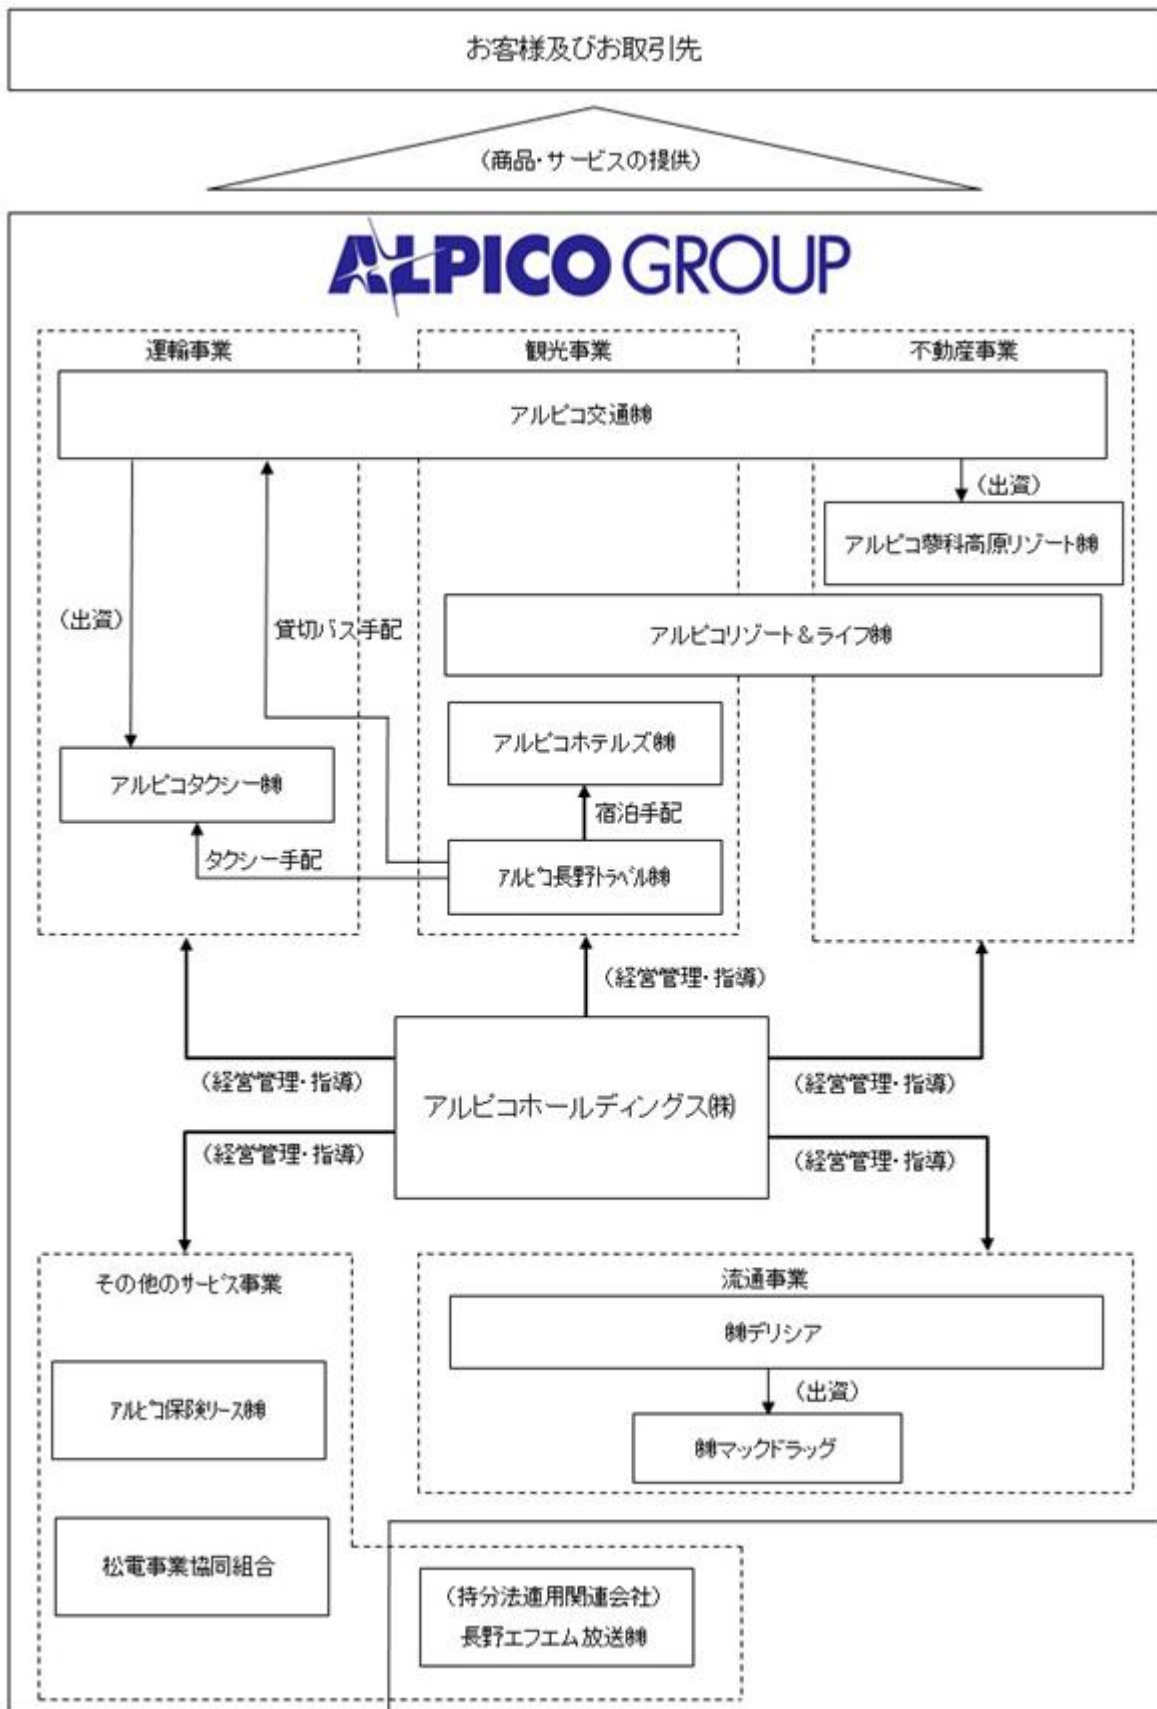 お客様及びお取引先
(商品・サービスの提供)
ALPICO GROUP
運輸事業
観光事業
不動産事業
アルピコ交通㈱
(出資)
アルピコ蓼科高原リゾート㈱
(出資)
貸切バス手配
アルピコリゾート＆ライフ㈱
アルピコホテルズ㈱
アルピコタクシー㈱
宿泊手配
タクシー手配
アルピコ長野トラベル㈱
(経営管理・指導)
(経営管理・指導)
(経営管理・指導)
アルピコホールディングス㈱
(経営管理・指導)
(経営管理・指導)
その他のサービス事業
流通事業
㈱デリシア
(出資)
アルピコ保険リース㈱
㈱マックドラッグ
松電事業協同組合
(持分法適用関連会社)
長野エフエム放送㈱